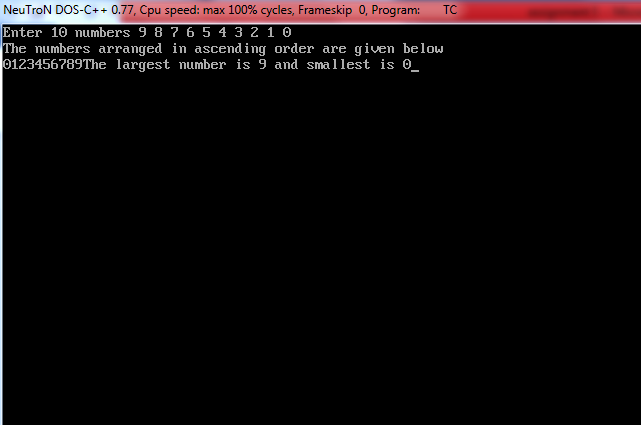 NeuTroN DOS-C++ 0.77, Cpu speed: max 100% cycles, Frameskip 0, Program: TC
Enter 10 numbers 9 8 7 6 5 4 3 2 1 0
The numbers arranged in ascending order are given below
0123456789The largest number is 9 and smallest is 0_